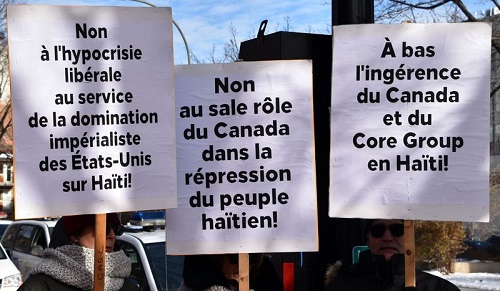 Non
à l'hypocrisie
libérale
au service
de la domination
impérialiste
des États-Unis
sur Haïti!
Non
au sale rôle
du Canada
dans la
répression
du peuple
haïtien!
À bas
l'ingérence
du Canada
et du
Core Group
en Haïti!